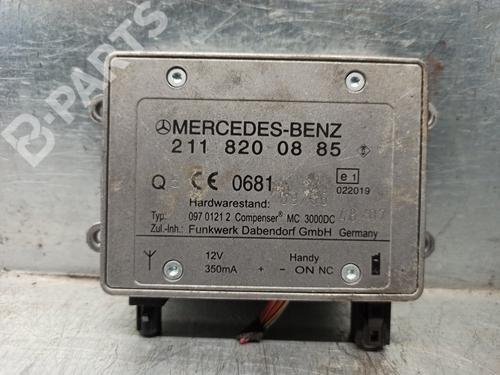 B-PARTS
MERCEDES-BENZ
211 820 08 85
Q CE 0681 e1
022019
Hardwarestand:
Typ: 097 0121 2 Compenser® MC 3000DC
Zul.-Inh.: Funkwerk Dabendorf GmbH Germany
12V Handy
350mA + - ON NC